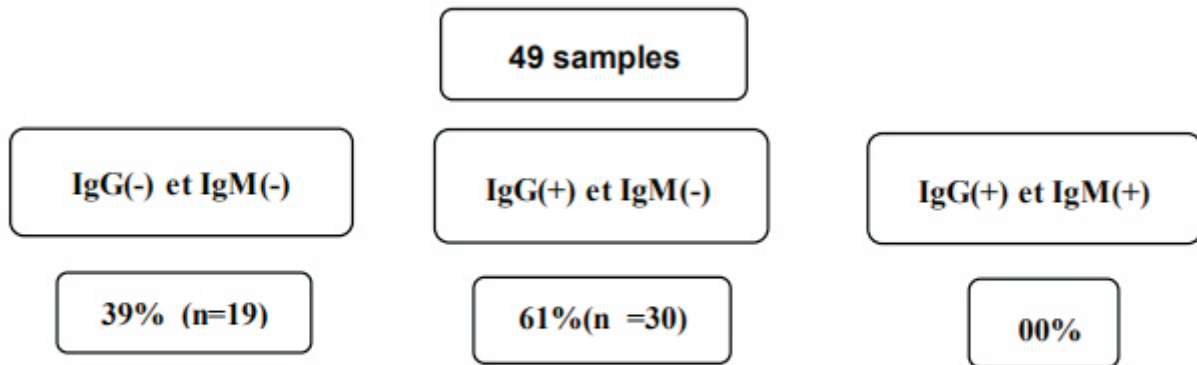 49 samples
IgG(-) et IgM(-)
IgG(+) et IgM(-)
IgG(+) et IgM(+)
39% (n=19)
61%(n =30)
00%